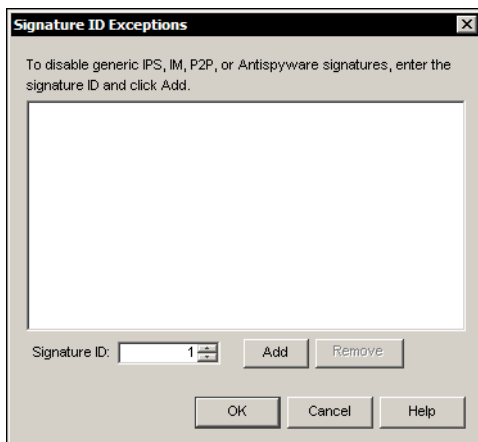 Signature ID Exceptions
To disable generic IPS, IM, P2P, or Antispyware signatures, enter the
signature ID and click Add.
Signature ID: 1 Add Remove
OK Cancel Help